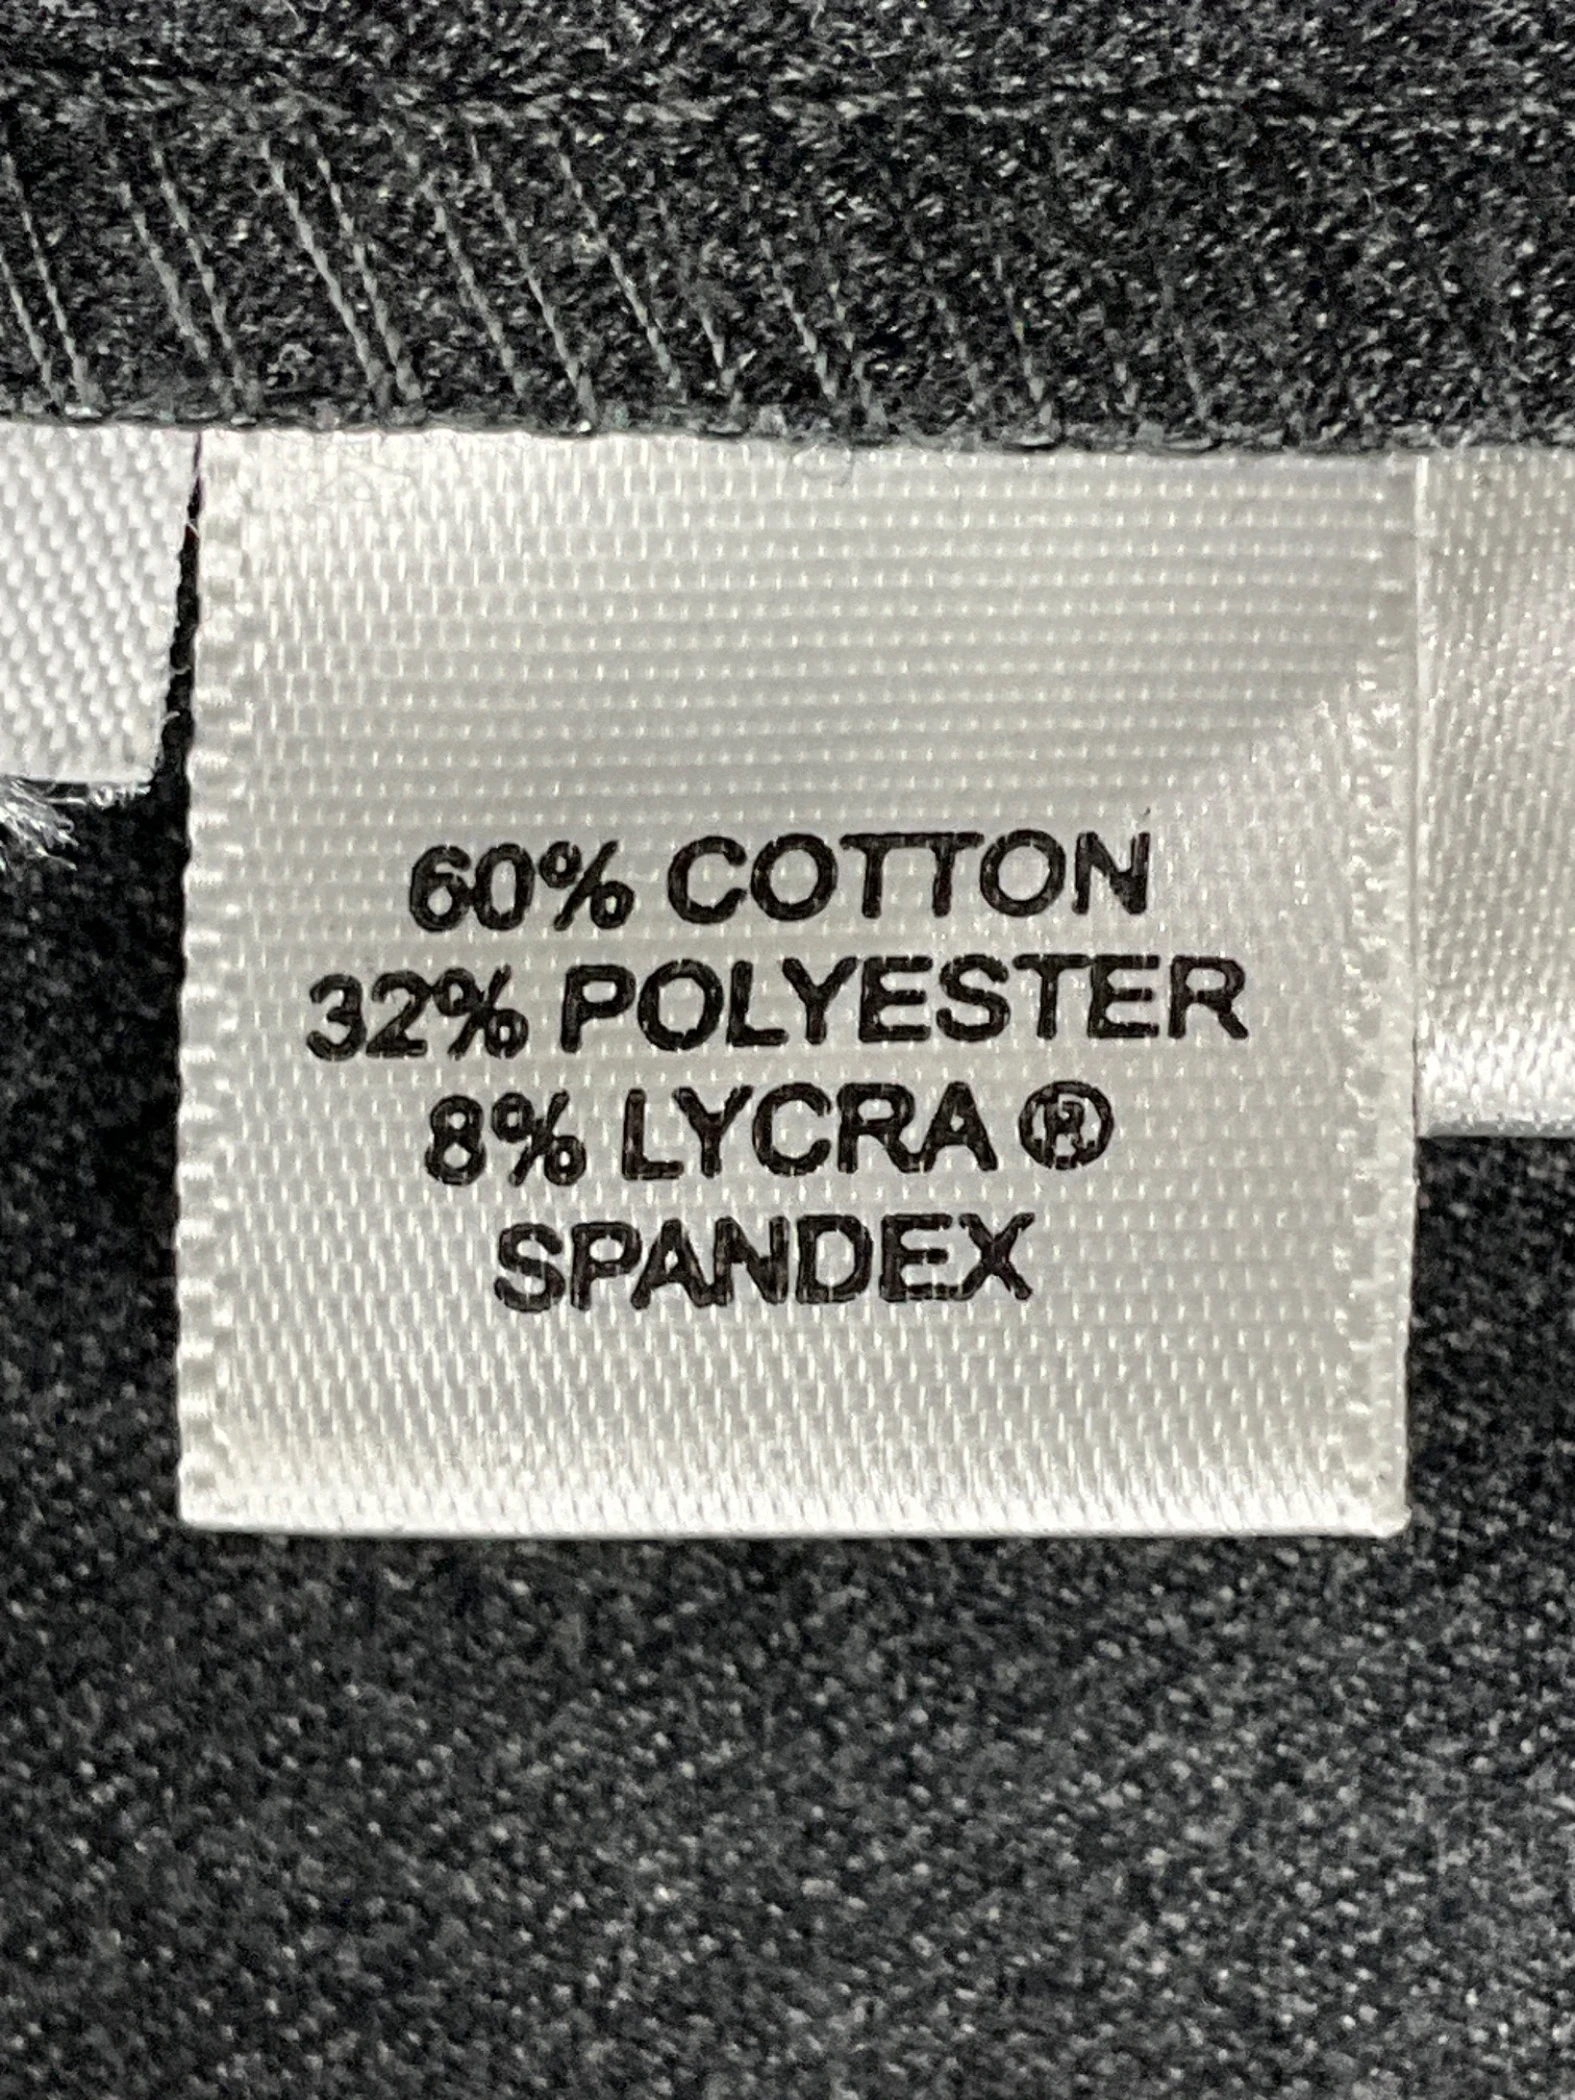 60% COTTON
32% POLYESTER
8% LYCRA ®
SPANDEX